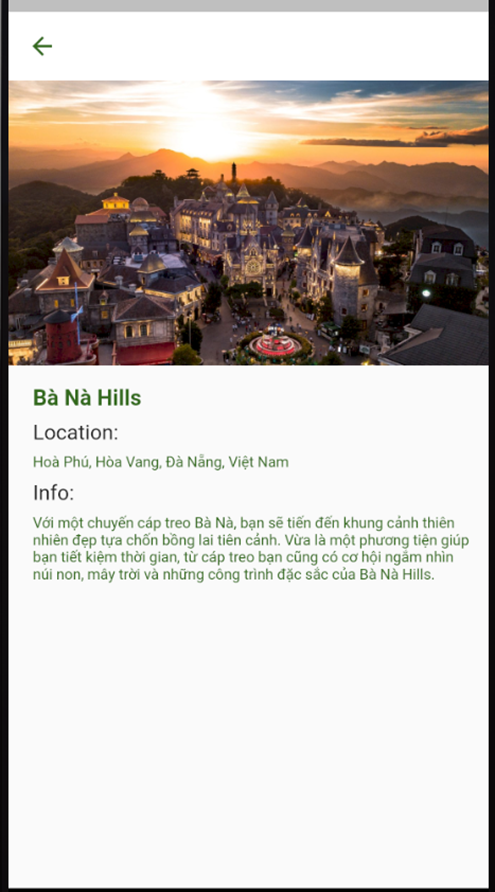 Bà Nà Hills
Location:
Hoà Phú, Hòa Vang, Đà Nẵng, Việt Nam
Info:
Với một chuyến cáp treo Bà Nà, bạn sẽ tiến đến khung cảnh thiên
nhiên đẹp tựa chốn bồng lai tiên cảnh. Vừa là một phương tiện giúp
bạn tiết kiệm thời gian, từ cáp treo bạn cũng có cơ hội ngắm nhìn
núi non, mây trời và những công trình đặc sắc của Bà Nà Hills.